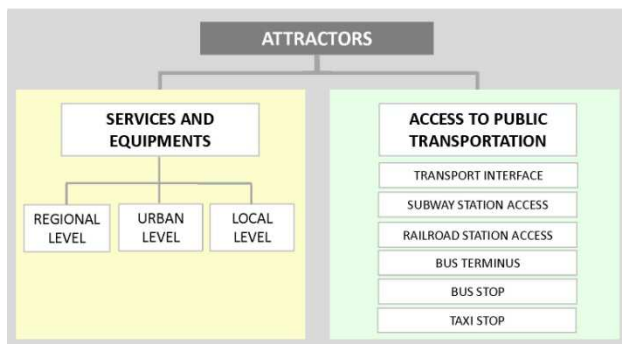 ATTRACTORS
SERVICES AND
EQUIPMENTS
REGIONAL
LEVEL
URBAN
LEVEL
LOCAL
LEVEL
ACCESS TO PUBLIC
TRANSPORTATION
TRANSPORT INTERFACE
SUBWAY STATION ACCESS
RAILROAD STATION ACCESS
BUS TERMINUS
BUS STOP
TAXI STOP